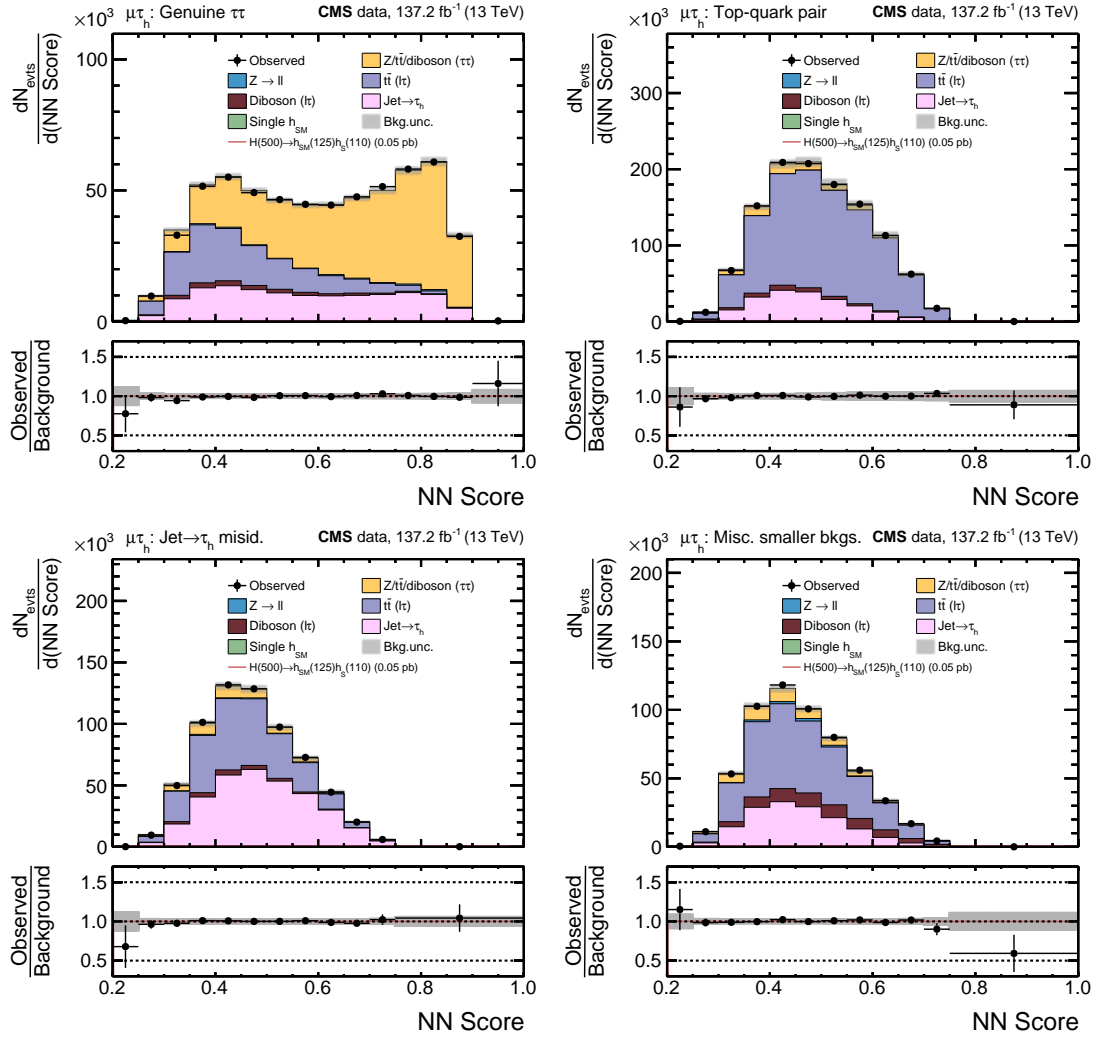 ×10³ μτh: Genuine ττ CMS data, 137.2 fb⁻¹ (13 TeV)
dNevts
d(NN Score)
100
50
0
Observed Z/tt̄/diboson (ττ)
Z → ll tt̄ (lτ)
Diboson (lτ) Jet→τh
Single hSM Bkg.unc.
H(500)→hSM(125)hS(110) (0.05 pb)
Observed
Background
1.5
1.0
0.5
0.2 0.4 0.6 0.8 1.0
NN Score
×10³ μτh: Top-quark pair CMS data, 137.2 fb⁻¹ (13 TeV)
dNevts
d(NN Score)
300
200
100
0
Observed Z/tt̄/diboson (ττ)
Z → ll tt̄ (lτ)
Diboson (lτ) Jet→τh
Single hSM Bkg.unc.
H(500)→hSM(125)hS(110) (0.05 pb)
Observed
Background
1.5
1.0
0.5
0.2 0.4 0.6 0.8 1.0
NN Score
×10³ μτh: Jet→τh misid. CMS data, 137.2 fb⁻¹ (13 TeV)
dNevts
d(NN Score)
200
150
100
50
0
Observed Z/tt̄/diboson (ττ)
Z → ll tt̄ (lτ)
Diboson (lτ) Jet→τh
Single hSM Bkg.unc.
H(500)→hSM(125)hS(110) (0.05 pb)
Observed
Background
1.5
1.0
0.5
0.2 0.4 0.6 0.8 1.0
NN Score
×10³ μτh: Misc. smaller bkgs. CMS data, 137.2 fb⁻¹ (13 TeV)
dNevts
d(NN Score)
200
150
100
50
0
Observed Z/tt̄/diboson (ττ)
Z → ll tt̄ (lτ)
Diboson (lτ) Jet→τh
Single hSM Bkg.unc.
H(500)→hSM(125)hS(110) (0.05 pb)
Observed
Background
1.5
1.0
0.5
0.2 0.4 0.6 0.8 1.0
NN Score